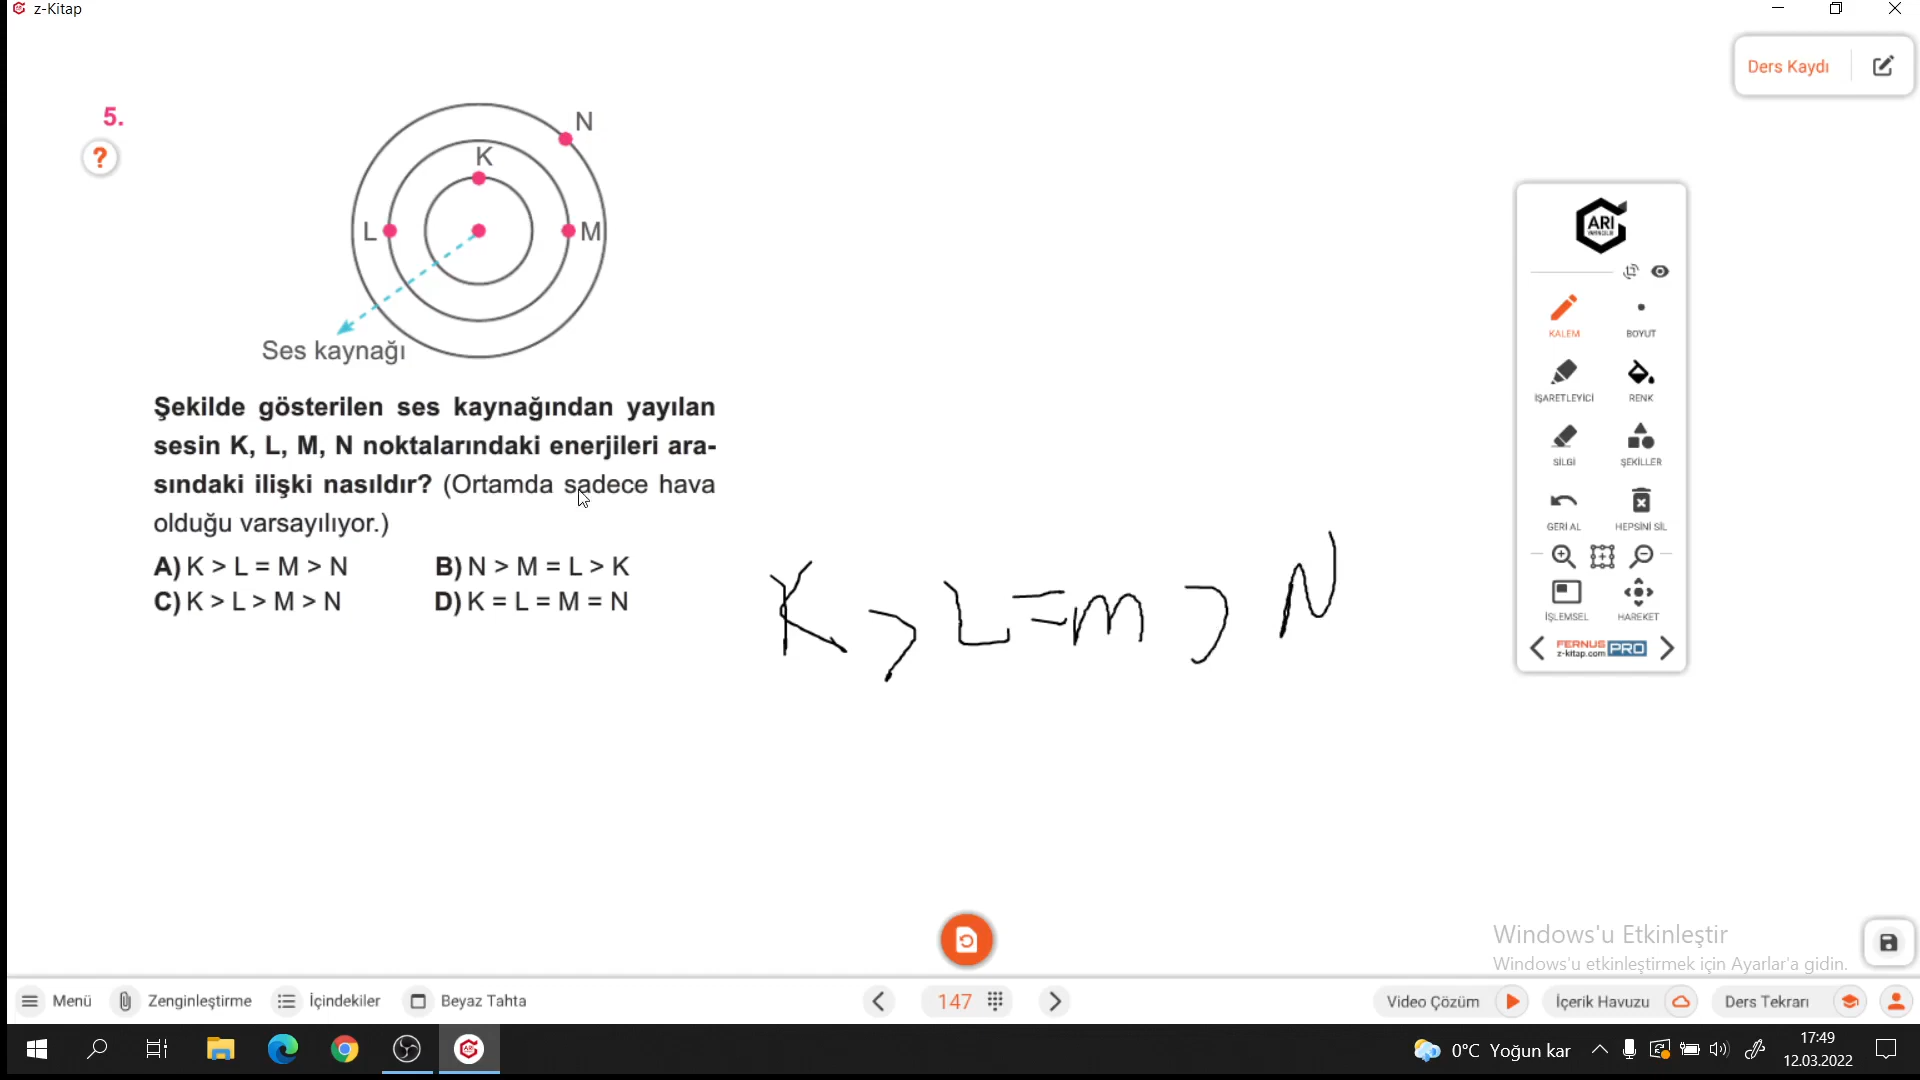 z-Kitap
Ders Kaydı
5.
?
N
K
L
M
Ses kaynağı
Şekilde gösterilen ses kaynağından yayılan
sesin K, L, M, N noktalarındaki enerjileri ara-
sındaki ilişki nasıldır? (Ortamda sadece hava
olduğu varsayılıyor.)
A) K > L = M > N
B) N > M = L > K
C) K > L > M > N
D) K = L = M = N
K > L = m > N
ARI
YAYINCILIK
KALEM
BOYUT
İŞARETLEYİCİ
RENK
SİLGİ
ŞEKİLLER
GERİ AL
HEPSİNİ SİL
İŞLEMSEL
HAREKET
FERNUS
z-kitap.com
PRO
Windows'u Etkinleştir
Windows'u etkinleştirmek için Ayarlar'a gidin.
Menü
Zenginleştirme
İçindekiler
Beyaz Tahta
147
Video Çözüm
İçerik Havuzu
Ders Tekrarı
0°C Yoğun kar
17:49
12.03.2022